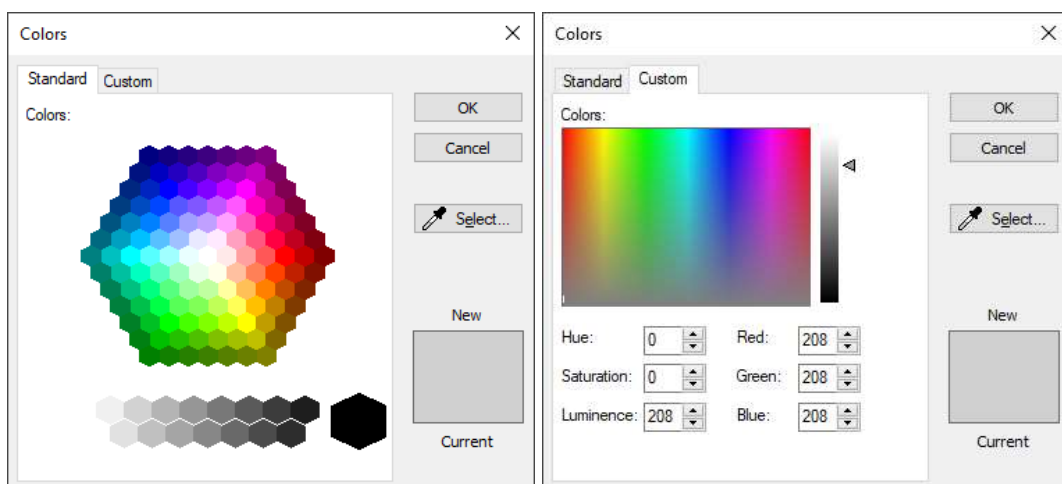 Colors
Standard Custom
Colors:
OK
Cancel
Select...
New
Current
Colors
Standard Custom
Colors:
OK
Cancel
Select...
Hue: 0 Red: 208
Saturation: 0 Green: 208
Luminence: 208 Blue: 208
New
Current